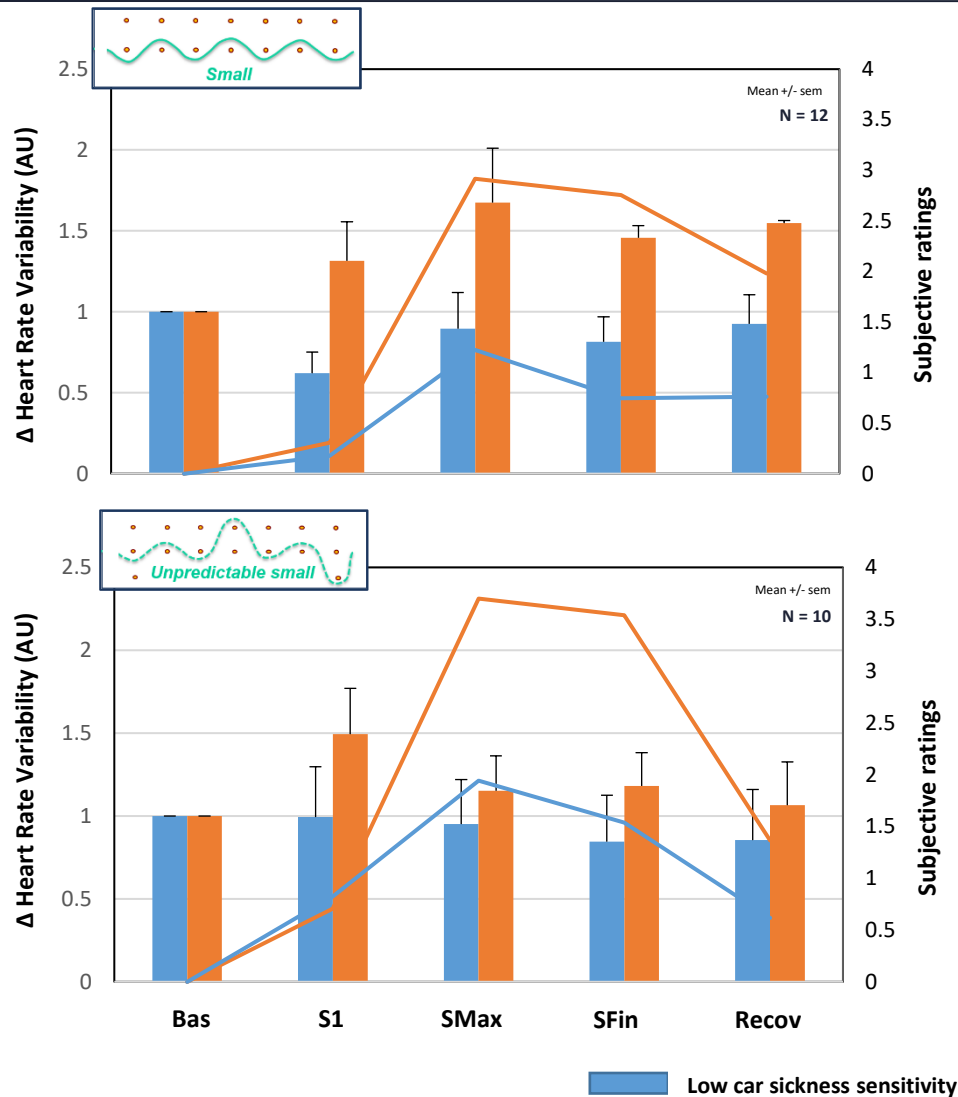 Small
2.5
2
1.5
1
0.5
0
Δ Heart Rate Variability (AU)
Mean +/- sem
N = 12
4
3.5
3
2.5
2
1.5
1
0.5
0
Subjective ratings
Unpredictable small
2.5
2
1.5
1
0.5
0
Δ Heart Rate Variability (AU)
Mean +/- sem
N = 10
4
3.5
3
2.5
2
1.5
1
0.5
0
Subjective ratings
Bas S1 SMax SFin Recov
Low car sickness sensitivity